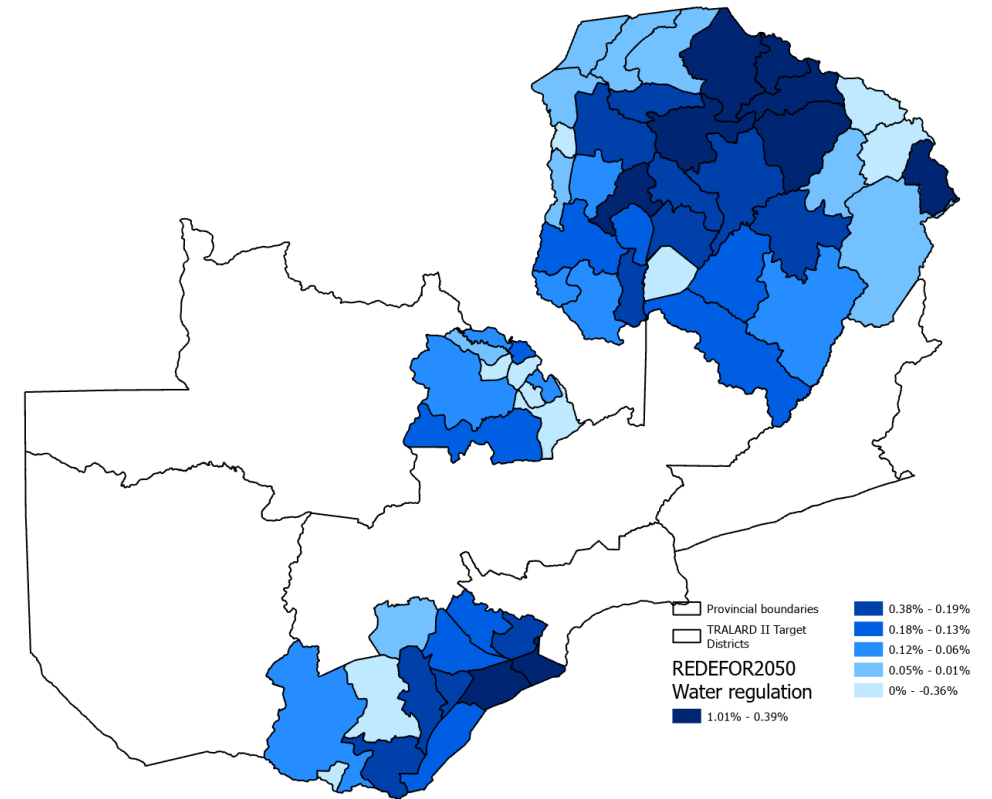 Provincial boundaries
TRALARD II Target
Districts
REDEFOR2050
Water regulation
1.01% - 0.39%
0.38% - 0.19%
0.18% - 0.13%
0.12% - 0.06%
0.05% - 0.01%
0% - -0.36%